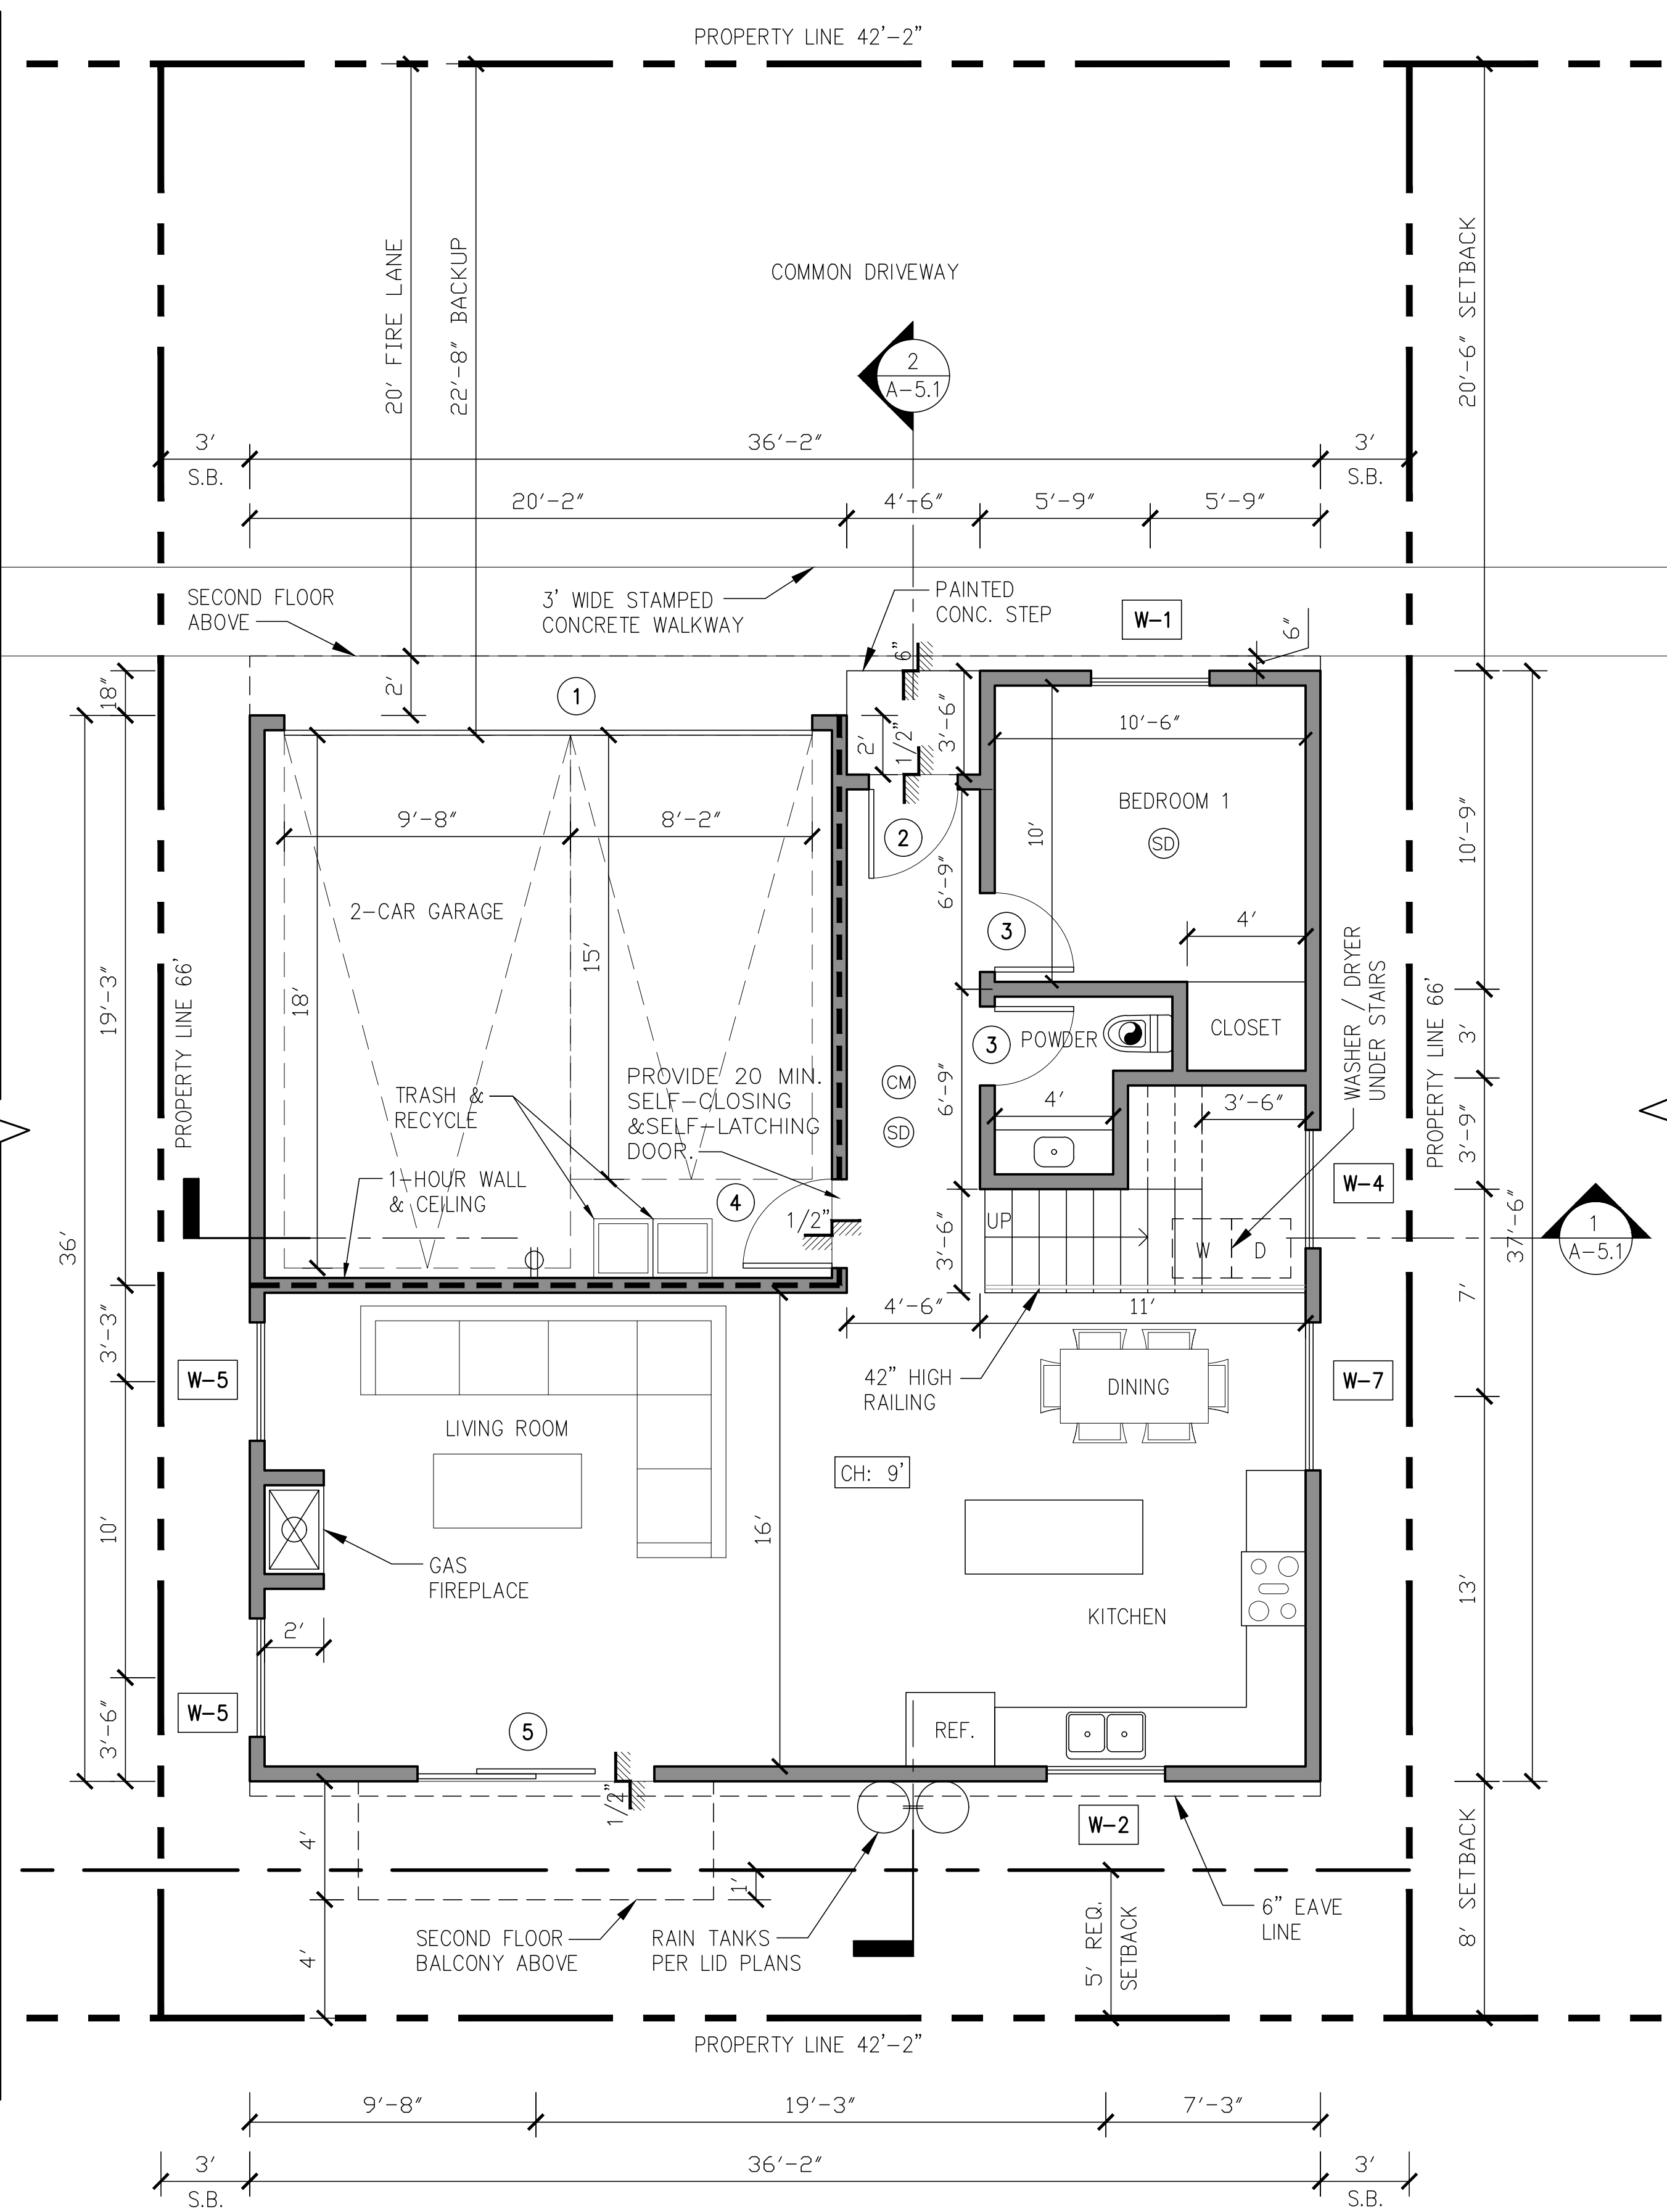 PROPERTY LINE 42'-2"
20' FIRE LANE
22'-8" BACKUP
COMMON DRIVEWAY
20'-6" SETBACK
2
A-5.1
3'
S.B.
36'-2"
3'
S.B.
20'-2"
4'-6"
5'-9"
5'-9"
SECOND FLOOR
ABOVE
3' WIDE STAMPED
CONCRETE WALKWAY
PAINTED
CONC. STEP
W-1
6"
6"
18"
2'
1
2'
1/2"
3'-6"
10'-6"
9'-8"
8'-2"
2
BEDROOM 1
SD
10'
6'-9"
10'-9"
2-CAR GARAGE
3
4'
15'
18'
19'-3"
PROPERTY LINE 66'
WASHER / DRYER
UNDER STAIRS
PROPERTY LINE 66'
3
POWDER
CLOSET
3'
CM
6'-9"
SD
4'
3'-6"
3'-9"
TRASH &
RECYCLE
PROVIDE 20 MIN.
SELF-CLOSING
&SELF-LATCHING
DOOR.
1-HOUR WALL
& CEILING
4
1/2"
W-4
UP
3'-6"
W
D
1
A-5.1
37'-6"
36'
4'-6"
11'
7'
3'-3"
W-5
42" HIGH
RAILING
DINING
W-7
LIVING ROOM
CH: 9'
16'
10'
GAS
FIREPLACE
KITCHEN
13'
2'
W-5
3'-6"
5
REF.
1/2"
4'
W-2
1'
4'
SECOND FLOOR
BALCONY ABOVE
RAIN TANKS
PER LID PLANS
5' REQ.
SETBACK
6" EAVE
LINE
8' SETBACK
PROPERTY LINE 42'-2"
9'-8"
19'-3"
7'-3"
3'
S.B.
36'-2"
3'
S.B.